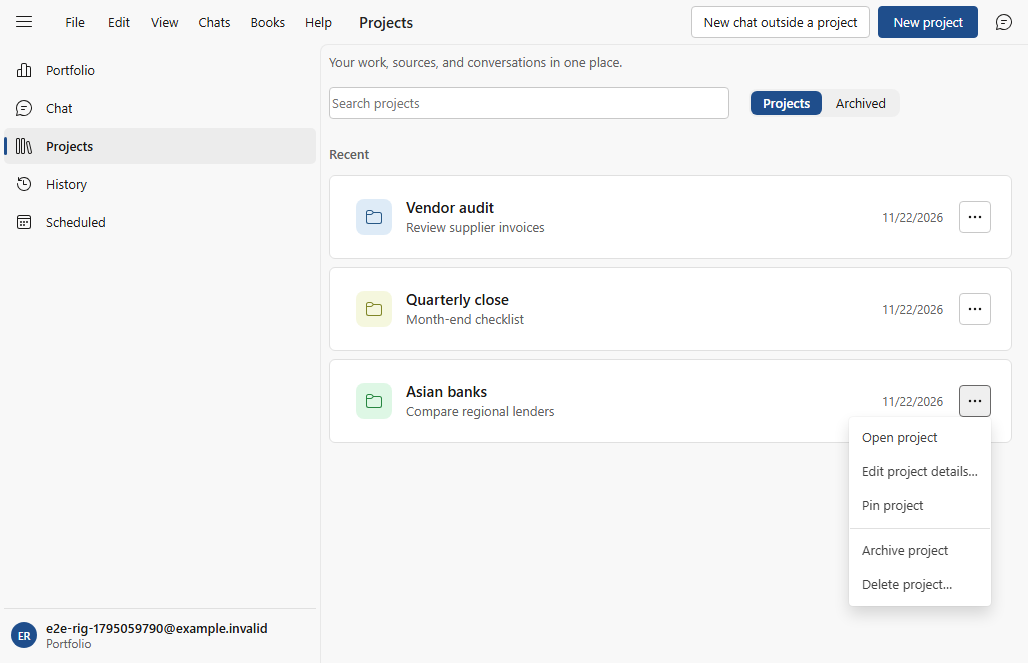 File Edit View Chats Books Help Projects New chat outside a project New project
Portfolio
Chat
Projects
History
Scheduled
Your work, sources, and conversations in one place.
Search projects
Projects Archived
Recent
Vendor audit
Review supplier invoices
11/22/2026
Quarterly close
Month-end checklist
11/22/2026
Asian banks
Compare regional lenders
11/22/2026
Open project
Edit project details...
Pin project
Archive project
Delete project...
ER
e2e-rig-1795059790@example.invalid
Portfolio